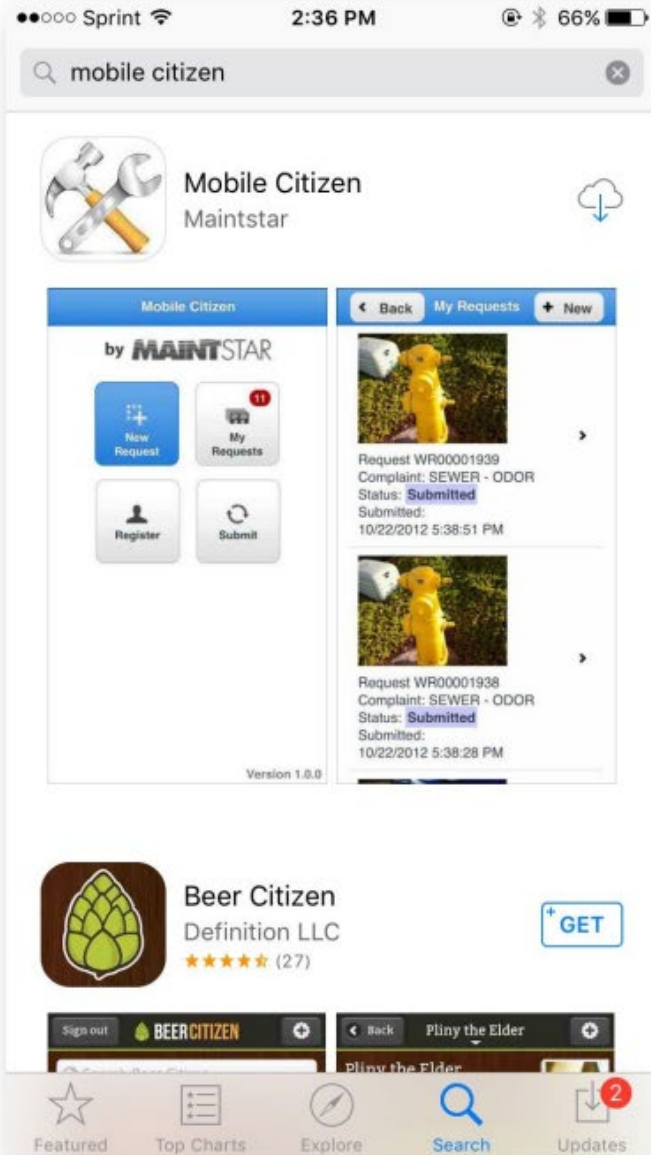 Sprint 2:36 PM 66%
mobile citizen
Mobile Citizen
Maintstar
Mobile Citizen
by MAINTSTAR
New
Request
11
My
Requests
Register
Submit
Version 1.0.0
Back My Requests + New
Request WR00001939
Complaint: SEWER - ODOR
Status: Submitted
Submitted:
10/22/2012 5:38:51 PM
Request WR00001938
Complaint: SEWER - ODOR
Status: Submitted
Submitted:
10/22/2012 5:38:28 PM
Beer Citizen
Definition LLC
(27)
+ GET
Sign out BEERCITIZEN
Back Pliny the Elder
Pliny the Elder
2
Featured Top Charts Explore Search Updates